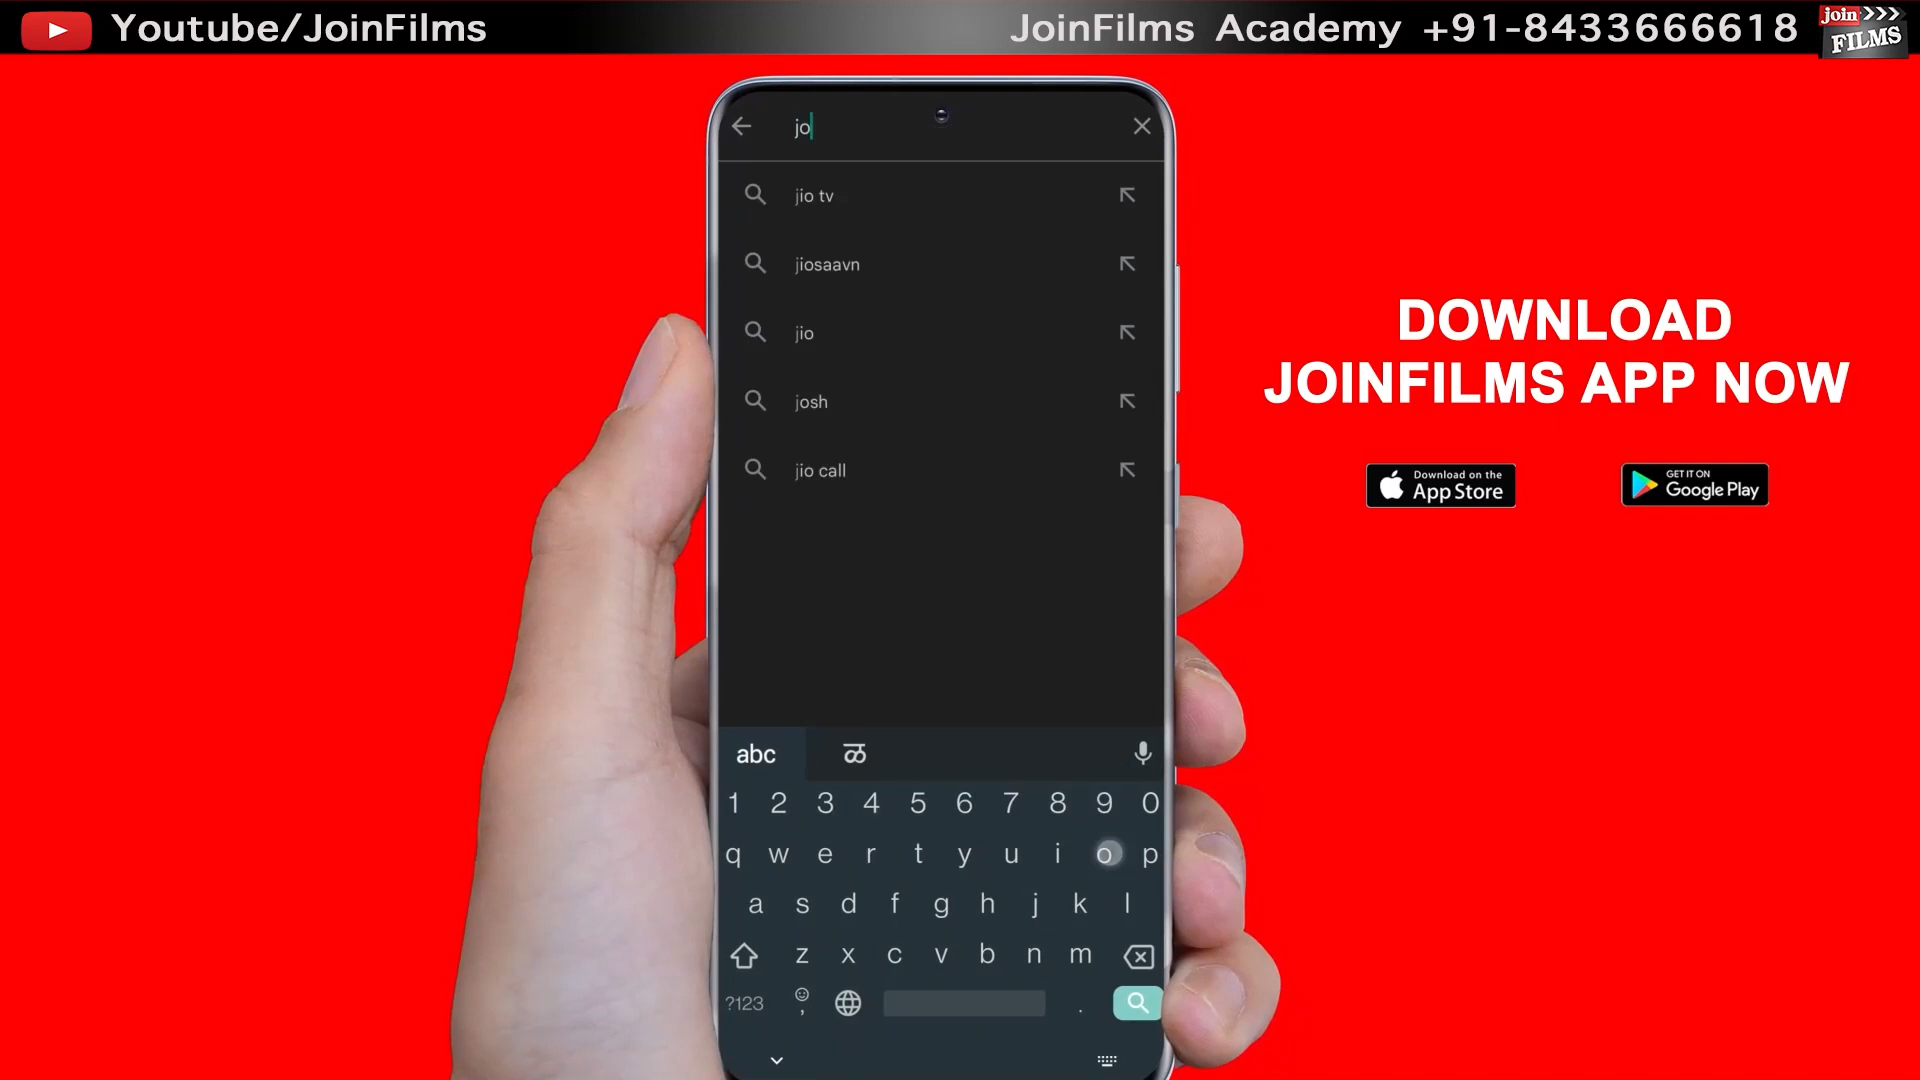 Youtube/JoinFilms
JoinFilms Academy +91-8433666618
join
FILMS
jo
jio tv
jiosaavn
jio
josh
jio call
DOWNLOAD
JOINFILMS APP NOW
Download on the
App Store
GET IT ON
Google Play
abc ळ
1 2 3 4 5 6 7 8 9 0
q w e r t y u i o p
a s d f g h j k l
z x c v b n m
?123 , .